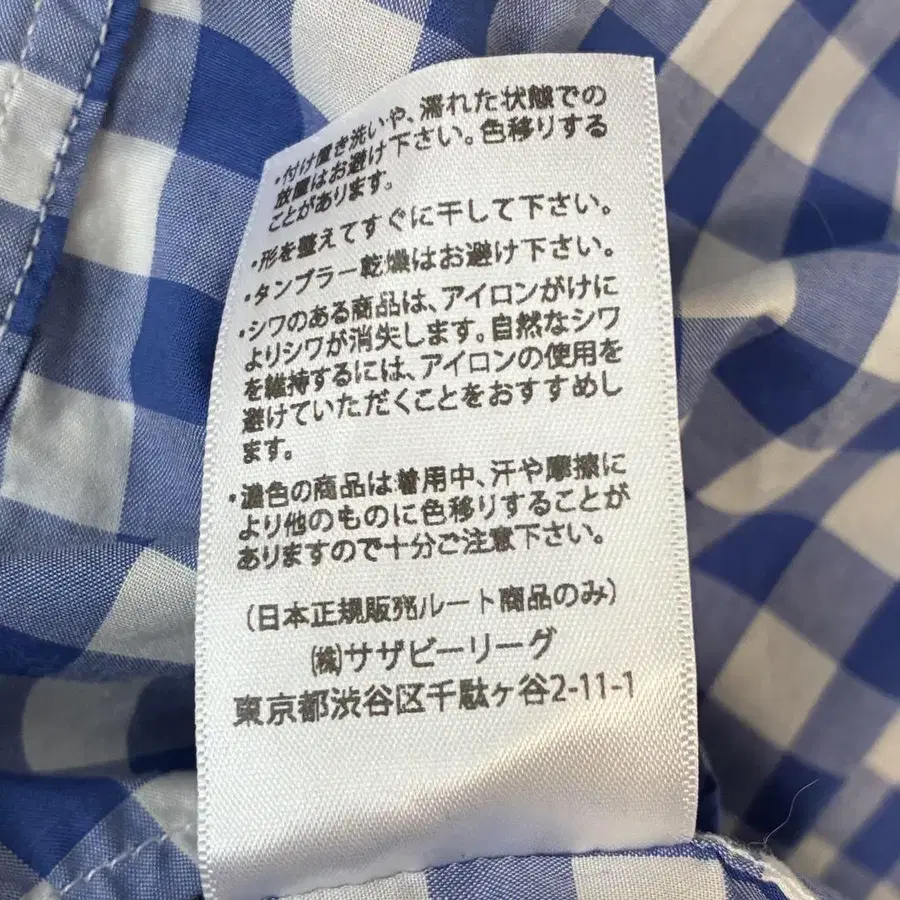 ・付け置き洗いや、濡れた状態での
放置はお避け下さい。色移りする
ことがあります。
・形を整えてすぐに干して下さい。
・タンブラー乾燥はお避け下さい。
・シワのある商品は、アイロンがけに
よりシワが消失します。自然なシワ
を維持するには、アイロンの使用を
避けていただくことをおすすめし
ます。
・濃色の商品は着用中、汗や摩擦に
より他のものに色移りすることが
ありますので十分ご注意下さい。
（日本正規販売ルート商品のみ）
㈱サザビーリーグ
東京都渋谷区千駄ヶ谷2-11-1